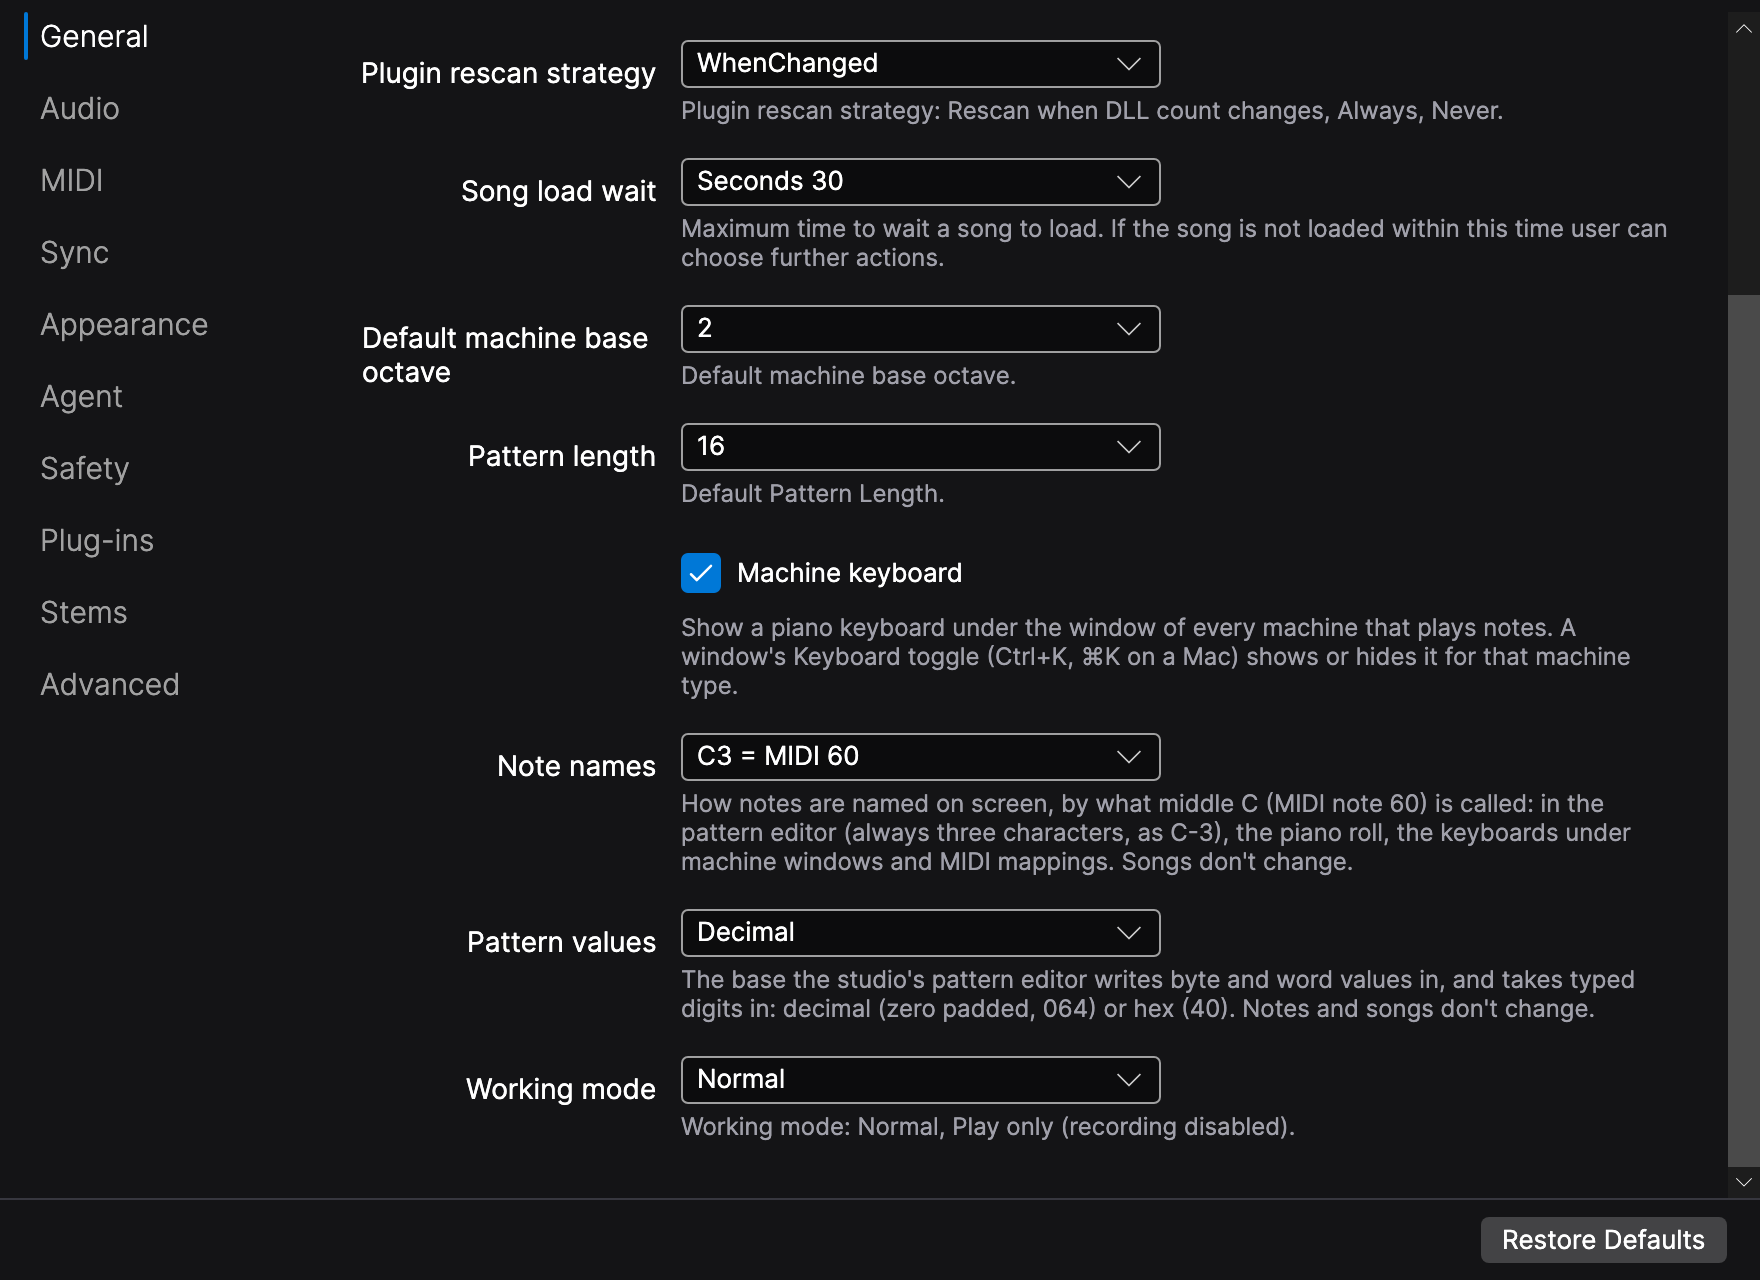 General
Audio
MIDI
Sync
Appearance
Agent
Safety
Plug-ins
Stems
Advanced
Plugin rescan strategy
WhenChanged
Plugin rescan strategy: Rescan when DLL count changes, Always, Never.
Song load wait
Seconds 30
Maximum time to wait a song to load. If the song is not loaded within this time user can
choose further actions.
Default machine base
octave
2
Default machine base octave.
Pattern length
16
Default Pattern Length.
Machine keyboard
Show a piano keyboard under the window of every machine that plays notes. A
window's Keyboard toggle (Ctrl+K, ⌘K on a Mac) shows or hides it for that machine
type.
Note names
C3 = MIDI 60
How notes are named on screen, by what middle C (MIDI note 60) is called: in the
pattern editor (always three characters, as C-3), the piano roll, the keyboards under
machine windows and MIDI mappings. Songs don't change.
Pattern values
Decimal
The base the studio's pattern editor writes byte and word values in, and takes typed
digits in: decimal (zero padded, 064) or hex (40). Notes and songs don't change.
Working mode
Normal
Working mode: Normal, Play only (recording disabled).
Restore Defaults